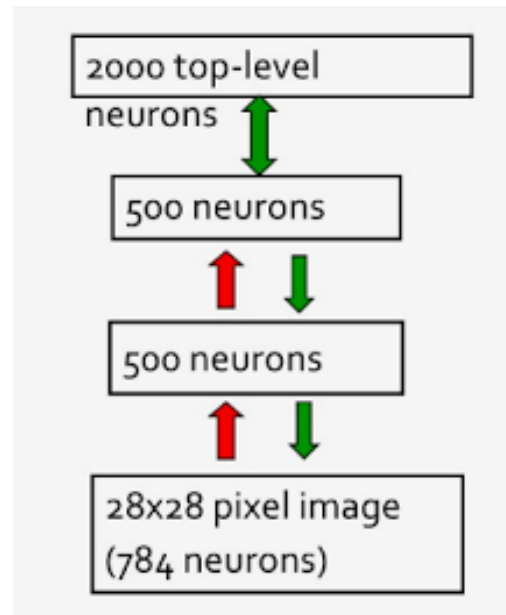 2000 top-level
neurons
500 neurons
500 neurons
28x28 pixel image
(784 neurons)